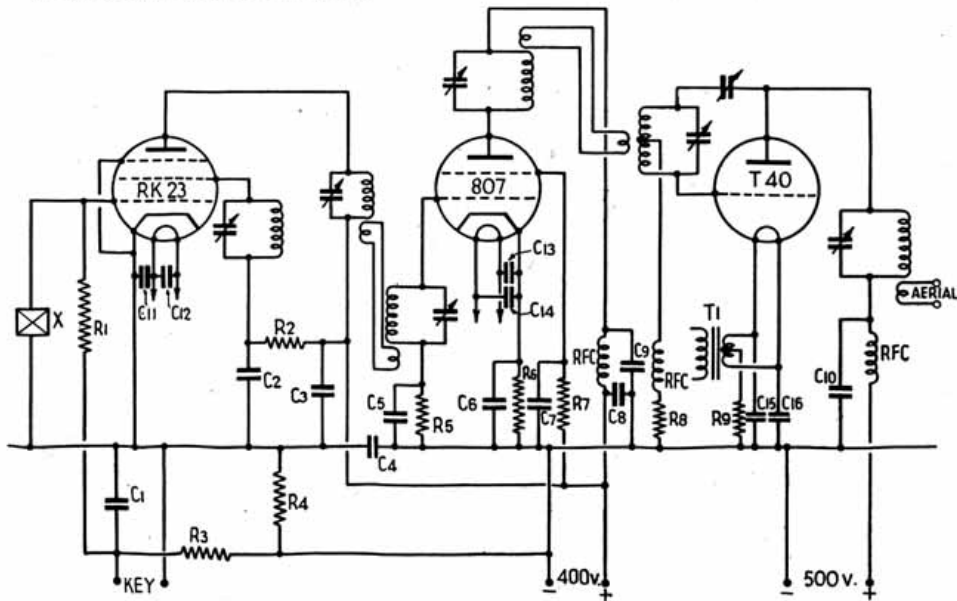 RK 23
807
T 40
C13
C14
C11
C12
X
R1
R2
C2
C3
C5
R5
C6
R6
C7
R7
RFC
C9
C8
RFC
R8
T1
R9
C15
C16
C10
RFC
AERIAL
C4
C1
R4
R3
KEY
- 400v. +
- 500 v. +